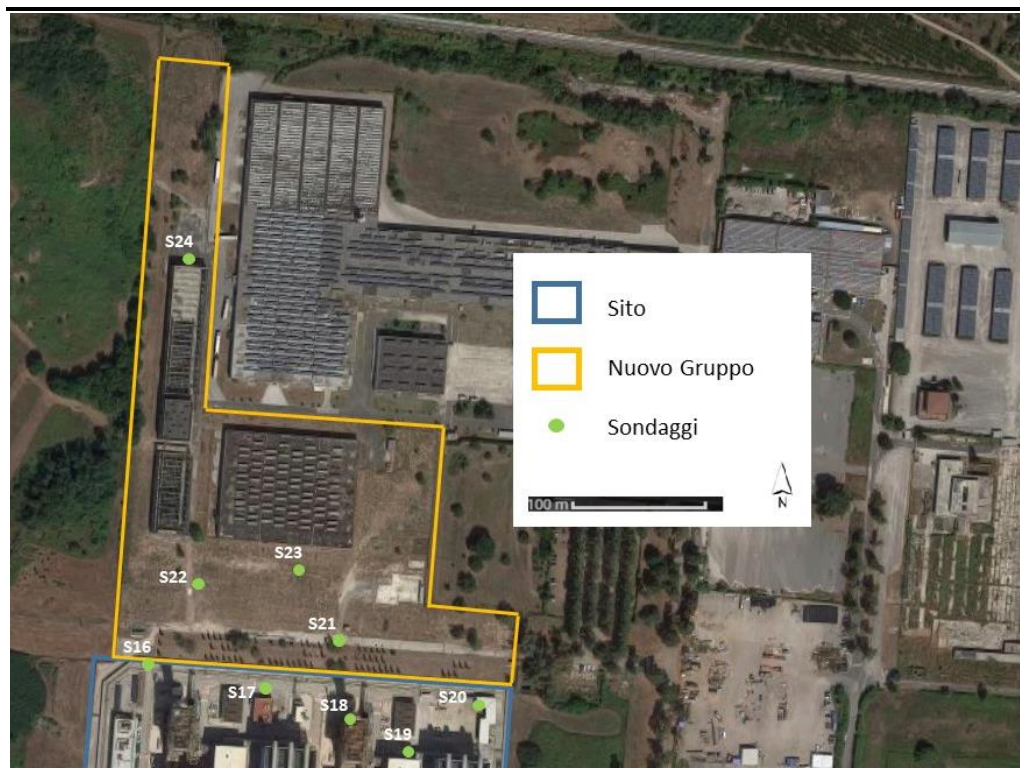 S24
Sito
Nuovo Gruppo
Sondaggi
100 m
N
S23
S22
S21
S16
S17
S18
S20
S19